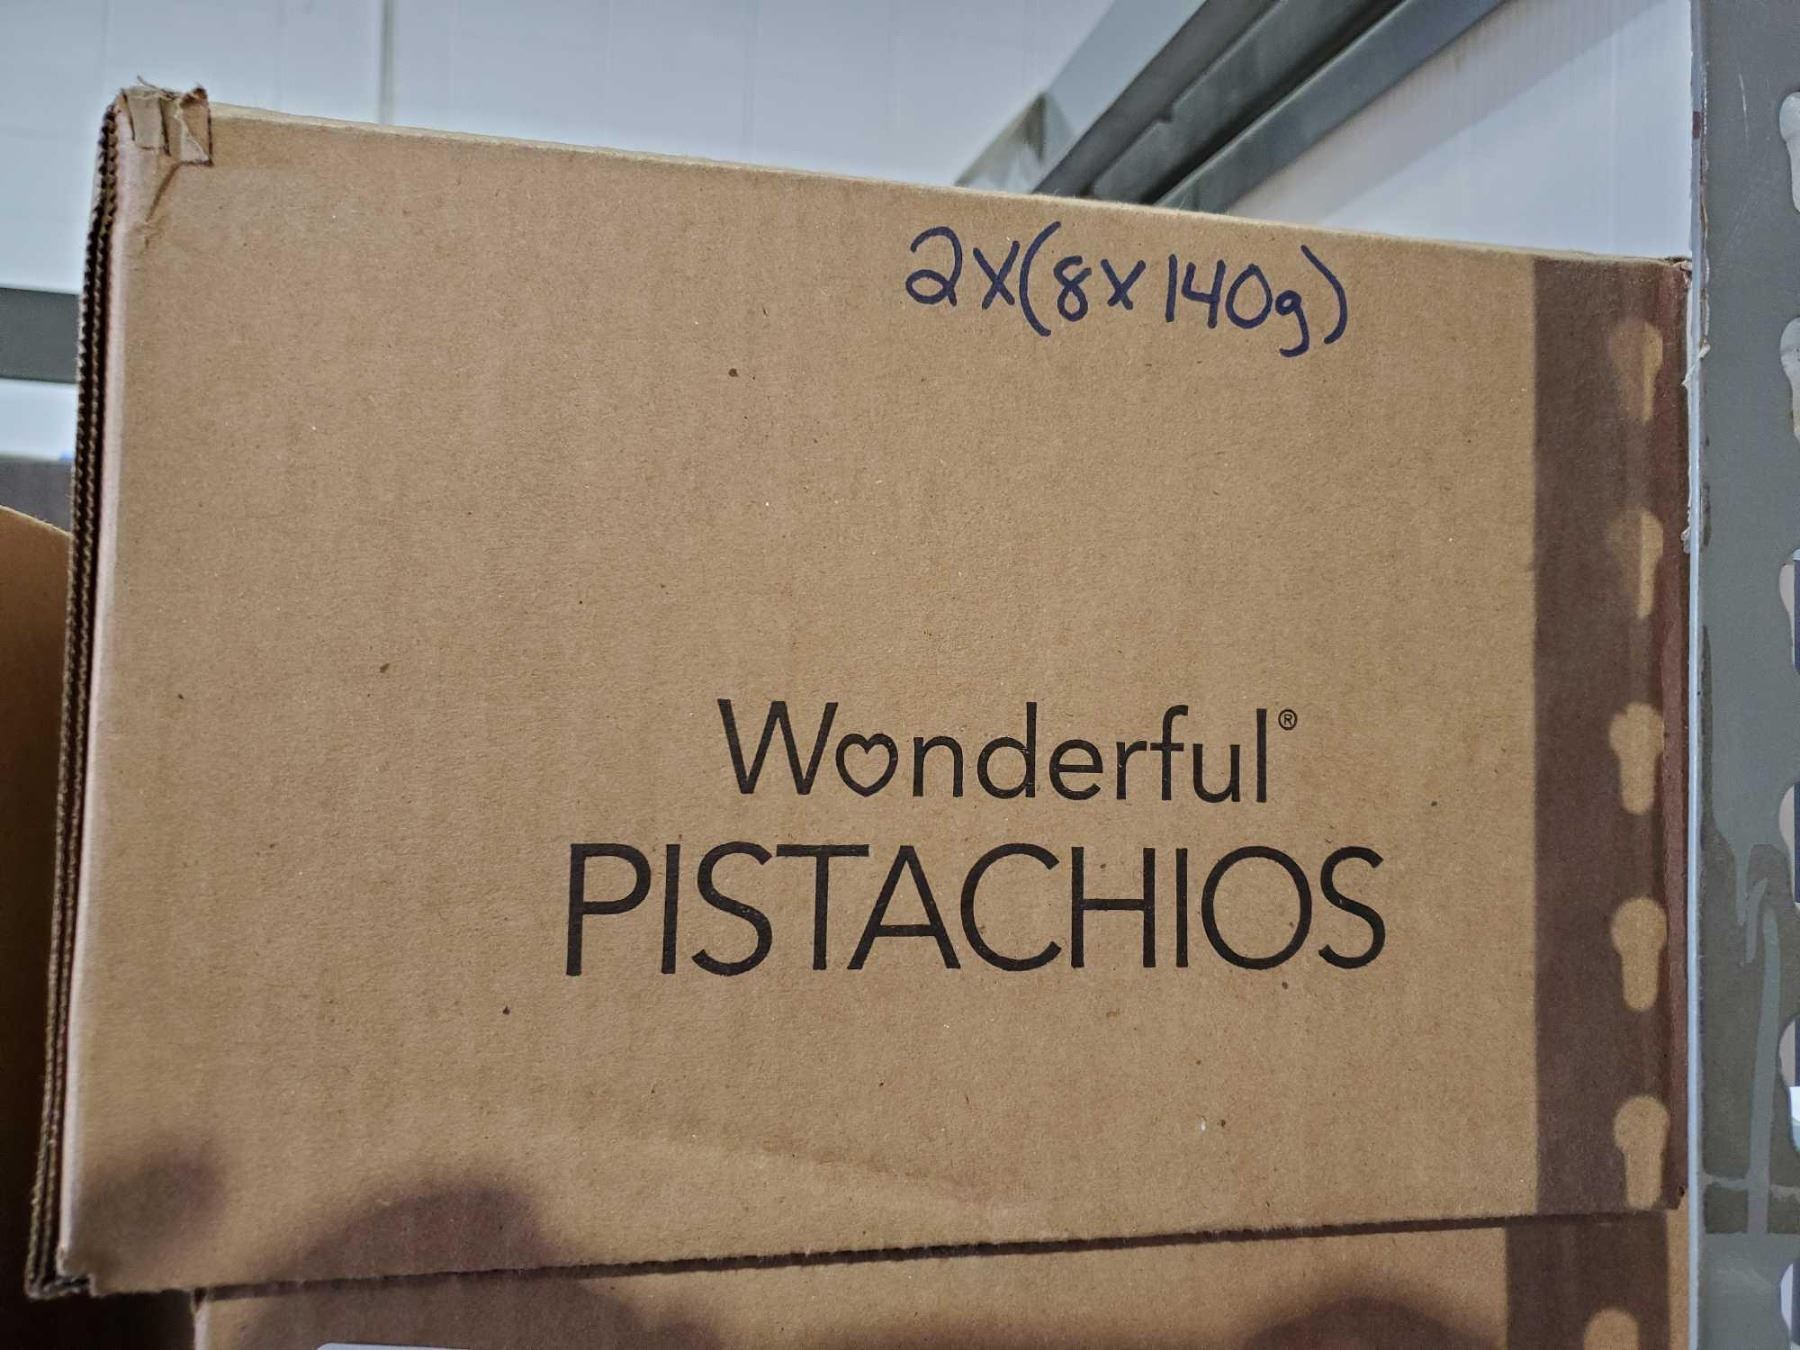 2x(8x140g)
Wonderful®
PISTACHIOS